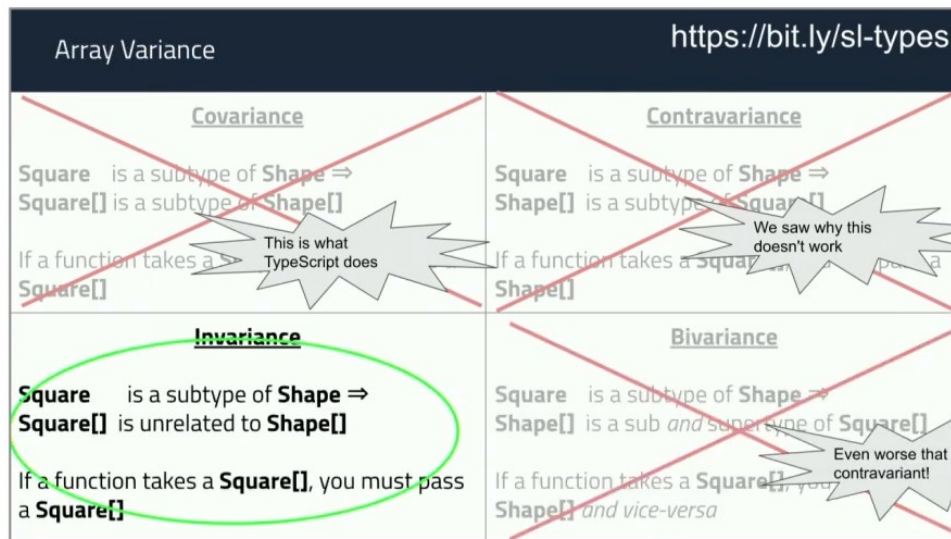 Array Variance
https://bit.ly/sl-types
Covariance
Square is a subtype of Shape ⇒
Square[] is a subtype of Shape[]
This is what
TypeScript does
If a function takes a
Square[]
Contravariance
Square is a subtype of Shape ⇒
Shape[] is a subtype of Square[]
We saw why this
doesn't work
If a function takes a Square[], a
Shape[]
Invariance
Square is a subtype of Shape ⇒
Square[] is unrelated to Shape[]
If a function takes a Square[], you must pass
a Square[]
Bivariance
Square is a subtype of Shape ⇒
Shape[] is a sub and supertype of Square[]
Even worse that
contravariant!
If a function takes a Square[],
Shape[] and vice-versa